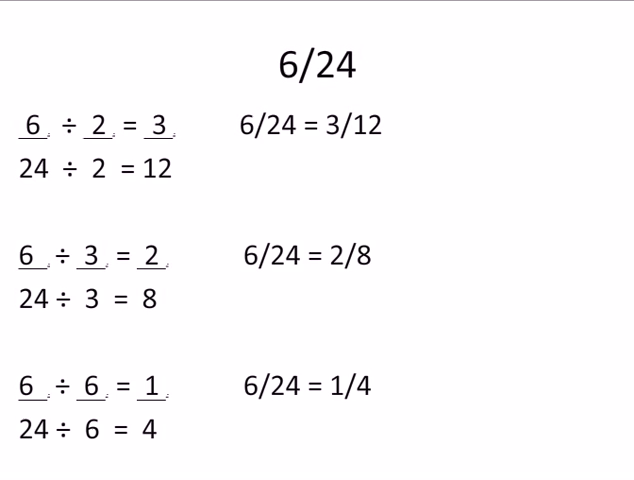 6/24
6 ÷ 2 = 3 6/24 = 3/12
24 ÷ 2 = 12
6 ÷ 3 = 2 6/24 = 2/8
24 ÷ 3 = 8
6 ÷ 6 = 1 6/24 = 1/4
24 ÷ 6 = 4